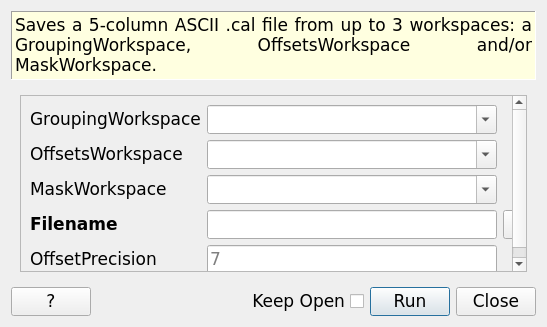 Saves a 5-column ASCII .cal file from up to 3 workspaces: a
GroupingWorkspace, OffsetsWorkspace and/or
MaskWorkspace.
GroupingWorkspace
OffsetsWorkspace
MaskWorkspace
Filename
OffsetPrecision 7
? Keep Open Run Close